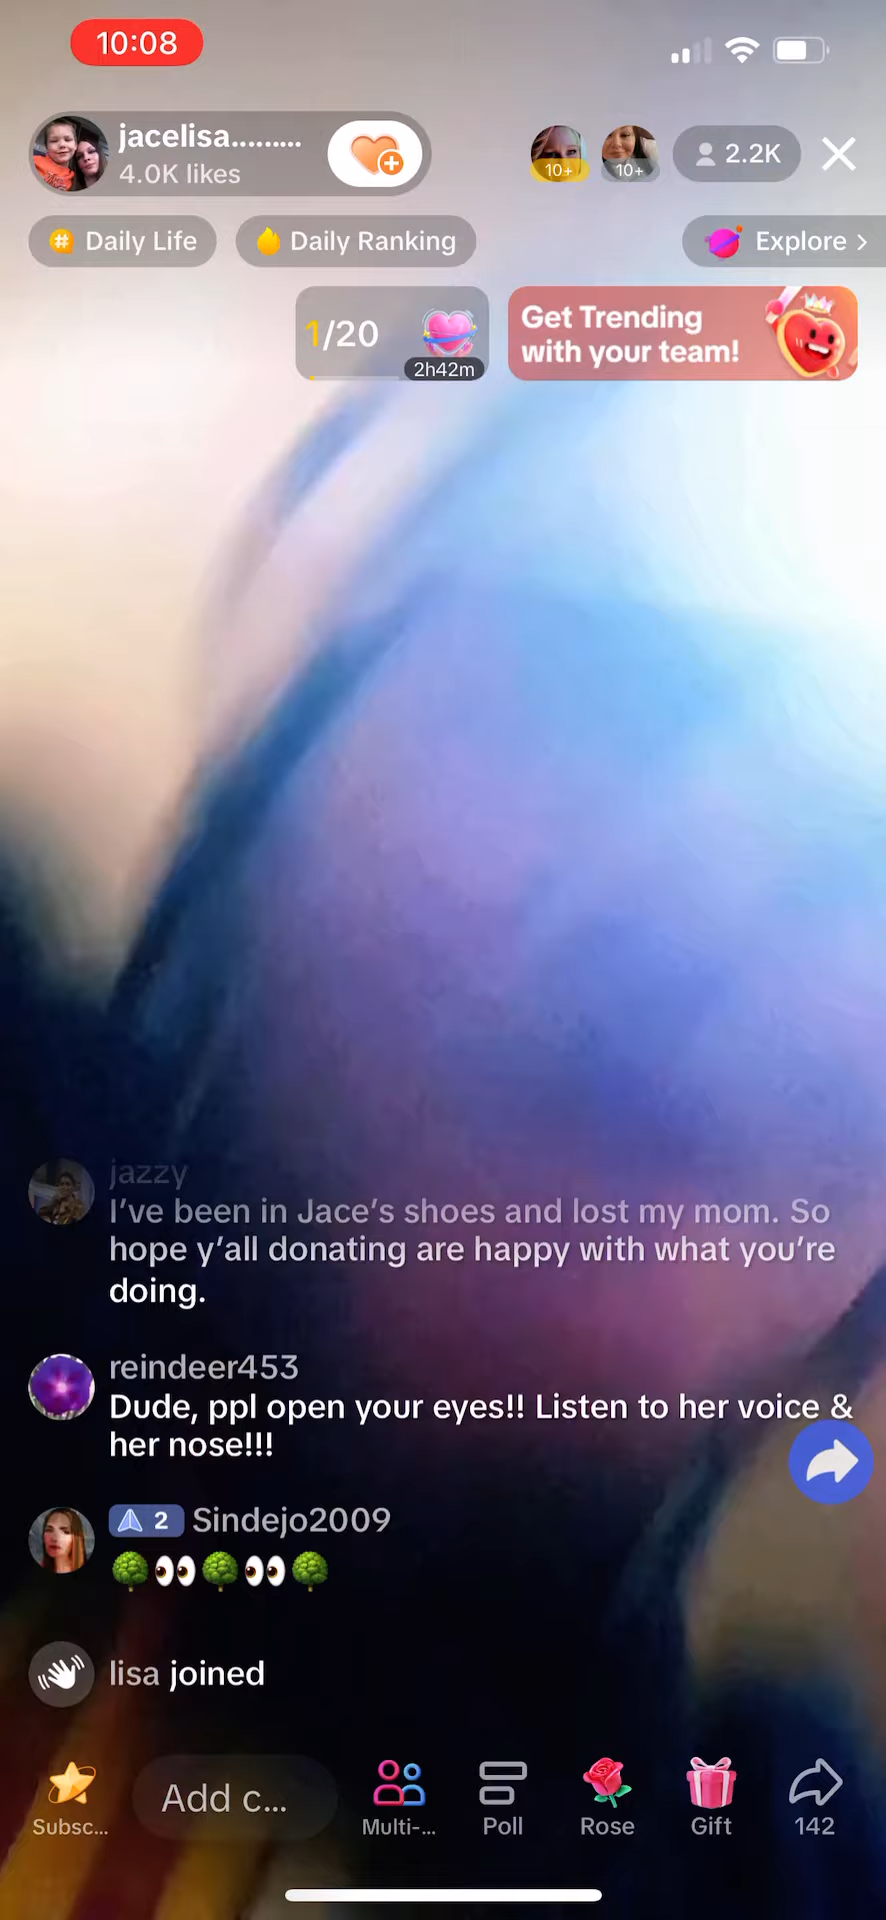 10:08
jacelisa.........
4.0K likes
10+
10+
2.2K
# Daily Life
Daily Ranking
Explore >
1/20
2h42m
Get Trending
with your team!
jazzy
I've been in Jace's shoes and lost my mom. So
hope y'all donating are happy with what you're
doing.
reindeer453
Dude, ppl open your eyes!! Listen to her voice &
her nose!!!
2 Sindejo2009
🌳👀🌳👀🌳
lisa joined
Subsc...
Add c...
Multi-...
Poll
Rose
Gift
142